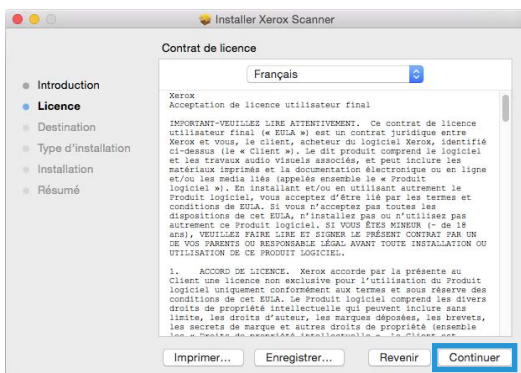 Installer Xerox Scanner
Contrat de licence
Introduction
Licence
Destination
Type d'installation
Installation
Résumé
Français
Xerox
Acceptation de licence utilisateur final
IMPORTANT-VEUILLEZ LIRE ATTENTIVEMENT. Ce contrat de licence
utilisateur final (« EULA ») est un contrat juridique entre
Xerox et vous, le client, acheteur du logiciel Xerox, identifié
ci-dessus (le « Client »). Le dit produit comprend le logiciel
et les travaux audio visuels associés, et peut inclure les
matériaux imprimés et la documentation électronique ou en ligne
et/ou les media liés (appelés ensemble le « Produit
logiciel »). En installant et/ou en utilisant autrement le
Produit logiciel, vous acceptez d'être lié par les termes et
conditions de EULA. Si vous n'acceptez pas toutes les
dispositions de cet EULA, n'installez pas ou n'utilisez pas
autrement ce Produit logiciel. SI VOUS ÊTES MINEUR (- de 18
ans), VEUILLEZ FAIRE LIRE ET SIGNER LE PRÉSENT CONTRAT PAR UN
DE VOS PARENTS OU RESPONSABLE LÉGAL AVANT TOUTE INSTALLATION OU
UTILISATION DE CE PRODUIT LOGICIEL.
1. ACCORD DE LICENCE. Xerox accorde par la présente au
Client une licence non exclusive pour l'utilisation du Produit
logiciel uniquement conformément aux termes et sous réserve des
conditions de cet EULA. Le Produit logiciel comprend les divers
droits de propriété intellectuelle qui peuvent inclure sans
limite, les droits d'auteur, les marques déposées, les brevets,
les secrets de marque et autres droits de propriété (ensemble
Imprimer...
Enregistrer...
Revenir
Continuer